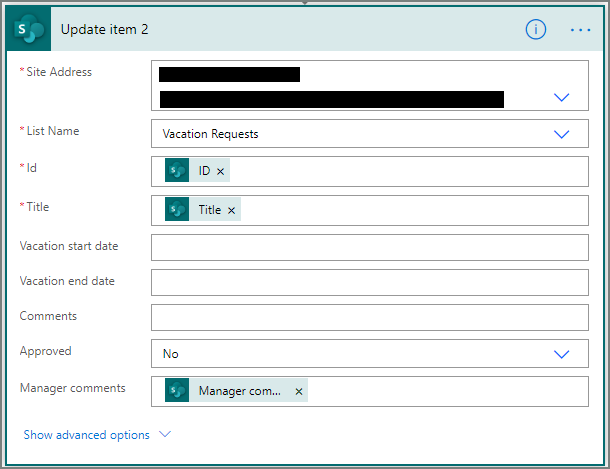 Update item 2
* Site Address
* List Name
Vacation Requests
* Id
ID ×
* Title
Title ×
Vacation start date
Vacation end date
Comments
Approved
No
Manager comments
Manager com... ×
Show advanced options